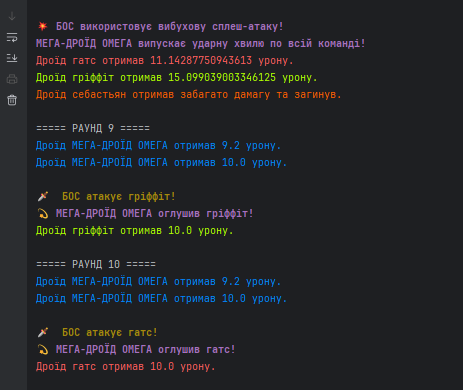 💥 БОС використовує вибухову сплеш-атаку!
МЕГА-ДРОЇД ОМЕГА випускає ударну хвилю по всій команді!
Дроїд гатс отримав 11.14287750943613 урону.
Дроїд гріффіт отримав 15.099039003346125 урону.
Дроїд себастьян отримав забагато дамагу та загинув.
===== РАУНД 9 =====
Дроїд МЕГА-ДРОЇД ОМЕГА отримав 9.2 урону.
Дроїд МЕГА-ДРОЇД ОМЕГА отримав 10.0 урону.
🗡 БОС атакує гріффіт!
💫 МЕГА-ДРОЇД ОМЕГА оглушив гріффіт!
Дроїд гріффіт отримав 10.0 урону.
===== РАУНД 10 =====
Дроїд МЕГА-ДРОЇД ОМЕГА отримав 9.2 урону.
Дроїд МЕГА-ДРОЇД ОМЕГА отримав 10.0 урону.
🗡 БОС атакує гатс!
💫 МЕГА-ДРОЇД ОМЕГА оглушив гатс!
Дроїд гатс отримав 10.0 урону.